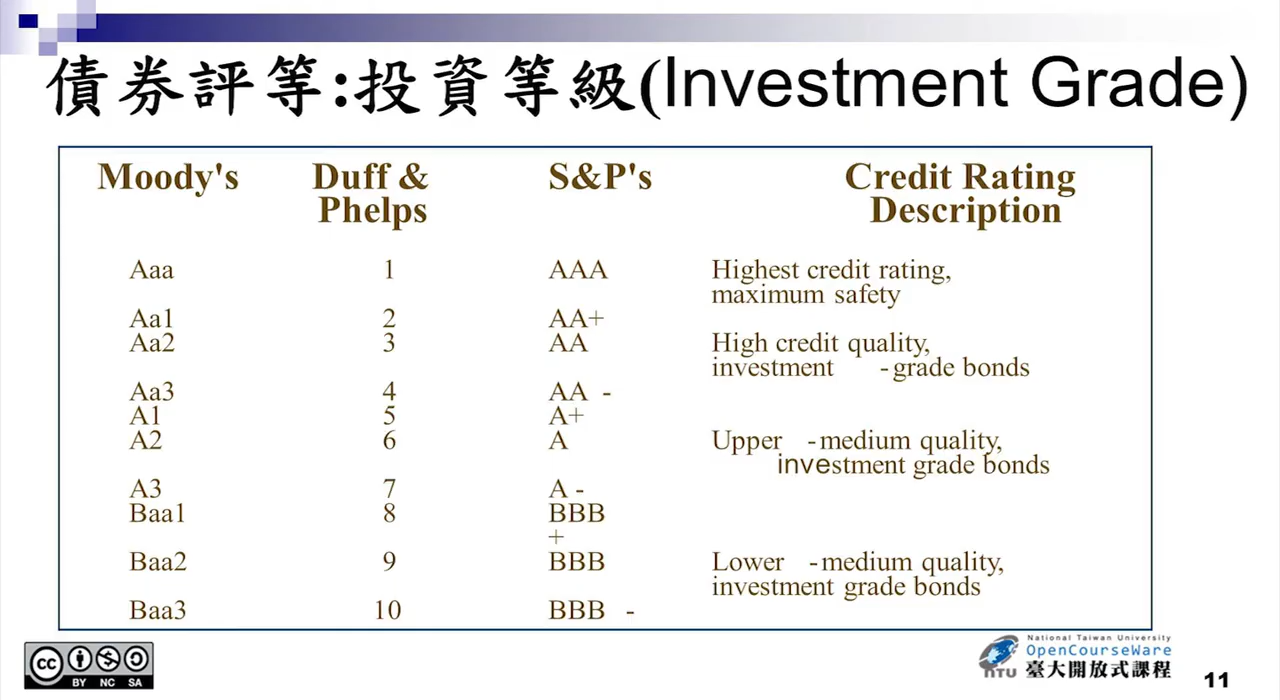 債券評等:投資等級(Investment Grade)
Moody's Duff & Phelps S&P's Credit Rating Description
Aaa 1 AAA Highest credit rating,
maximum safety
Aa1 2 AA+
Aa2 3 AA High credit quality,
investment -grade bonds
Aa3 4 AA -
A1 5 A+
A2 6 A Upper -medium quality,
investment grade bonds
A3 7 A -
Baa1 8 BBB
+
Baa2 9 BBB Lower -medium quality,
investment grade bonds
Baa3 10 BBB -
cc BY NC SA
National Taiwan University
OpenCourseWare
NTU 臺大開放式課程
11